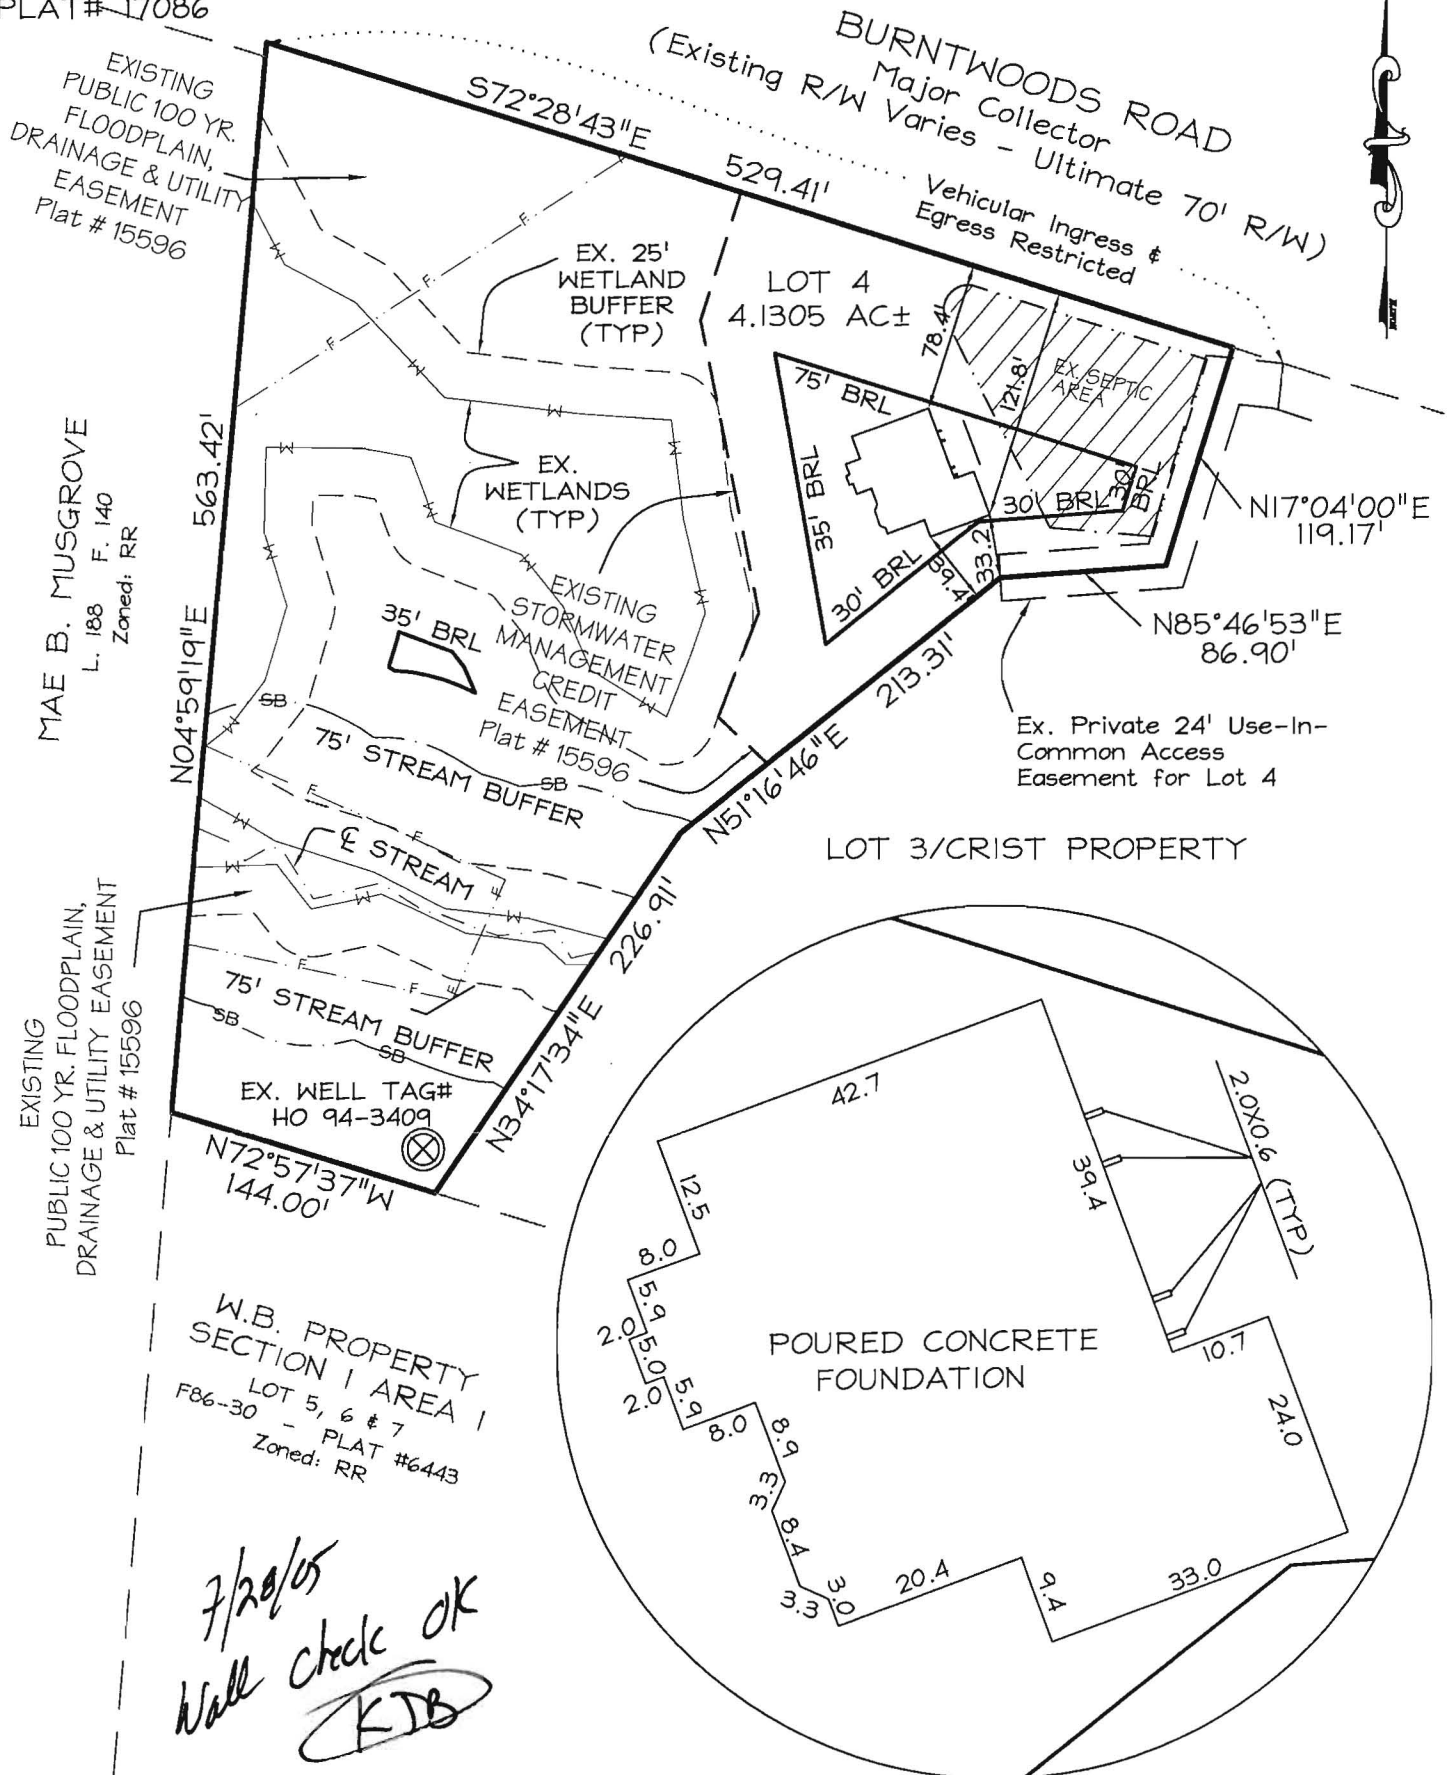 PLAT# 17086
EXISTING
PUBLIC 100 YR.
FLOODPLAIN,
DRAINAGE & UTILITY
EASEMENT
Plat # 15596
BURNTWOODS ROAD
Major Collector
(Existing R/W Varies - Ultimate 70' R/W)
S72°28'43"E
529.41'
Vehicular Ingress &
Egress Restricted
EX. 25'
WETLAND
BUFFER
(TYP)
LOT 4
4.1305 AC±
78.4'
121.8'
EX. SEPTIC
AREA
75' BRL
35' BRL
30' BRL
30'
BRL
30' BRL
39.4
33.2
N17°04'00"E
119.17'
N85°46'53"E
86.90'
MAE B. MUSGROVE
L. 188 F. 140
Zoned: RR
N04°59'19"E
563.42'
EX.
WETLANDS
(TYP)
EXISTING
STORMWATER
MANAGEMENT
CREDIT
EASEMENT
Plat # 15596
35' BRL
213.31'
N51°16'46"E
Ex. Private 24' Use-In-
Common Access
Easement for Lot 4
SB
75' STREAM BUFFER
SB
LOT 3/CRIST PROPERTY
℄ STREAM
226.91'
N34°17'34"E
EXISTING
PUBLIC 100 YR. FLOODPLAIN,
DRAINAGE & UTILITY EASEMENT
Plat # 15596
75' STREAM BUFFER
SB
SB
EX. WELL TAG#
HO 94-3409
N72°57'37"W
144.00'
W.B. PROPERTY
SECTION 1 AREA 1
LOT 5, 6 & 7
F86-30 - PLAT #6443
Zoned: RR
42.7
12.5
8.0
5.9
2.0
5.0
2.0
5.9
8.0
8.9
3.3
8.4
3.3
3.0
20.4
9.4
33.0
24.0
10.7
39.4
2.0X0.6 (TYP)
POURED CONCRETE
FOUNDATION
7/28/05
Wall Check OK
KJB